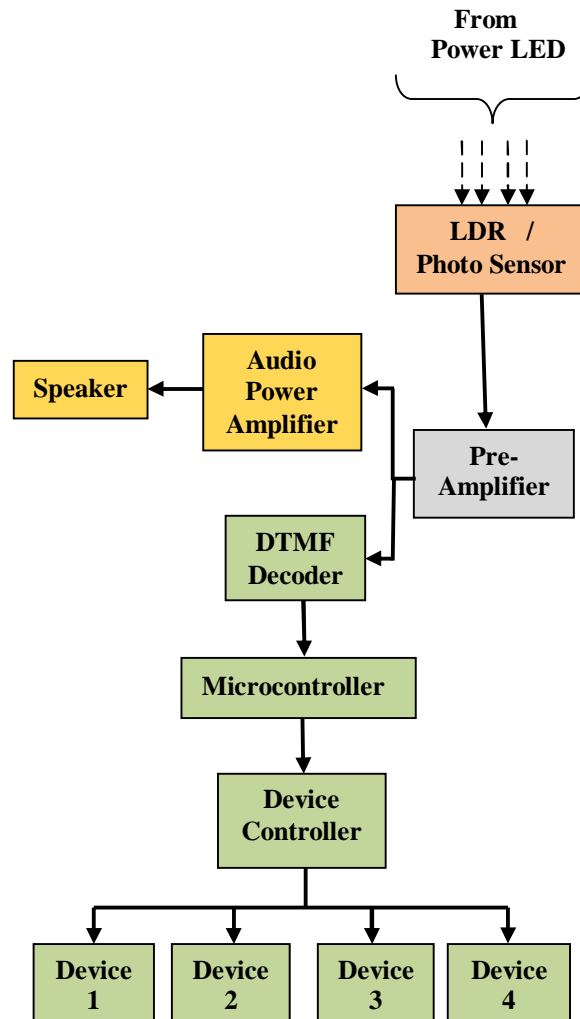 From
Power LED
LDR /
Photo Sensor
Audio
Power
Amplifier
Speaker
Pre-
Amplifier
DTMF
Decoder
Microcontroller
Device
Controller
Device
1
Device
2
Device
3
Device
4